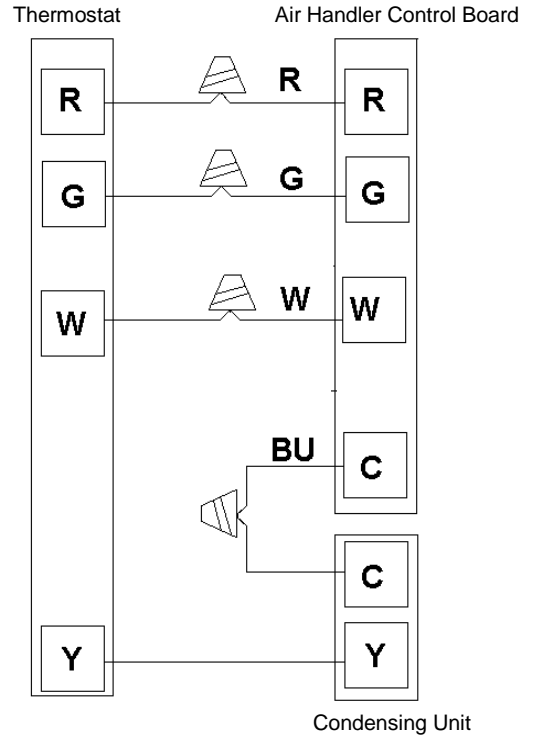 Thermostat Air Handler Control Board
R R R
G G G
W W W
BU C
C
Y Y
Condensing Unit